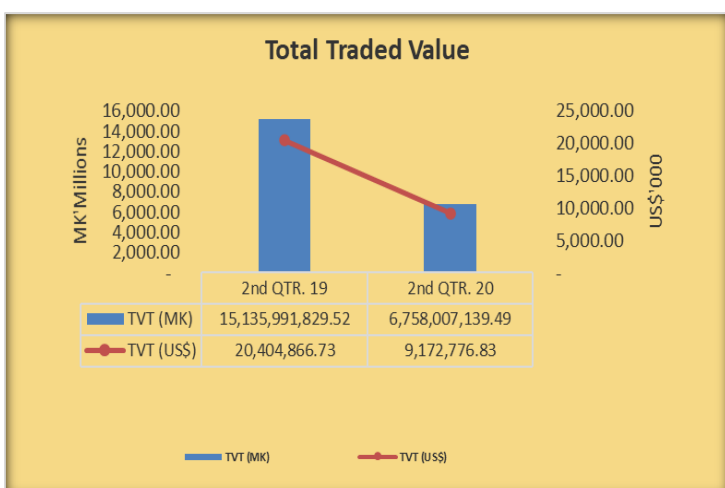 Total Traded Value
MK'Millions
16,000.00
14,000.00
12,000.00
10,000.00
8,000.00
6,000.00
4,000.00
2,000.00
-
25,000.00
20,000.00
15,000.00
10,000.00
5,000.00
-
US$'000
2nd QTR. 19 2nd QTR. 20
TVT (MK) 15,135,991,829.52 6,758,007,139.49
TVT (US$) 20,404,866.73 9,172,776.83
TVT (MK) TVT (US$)